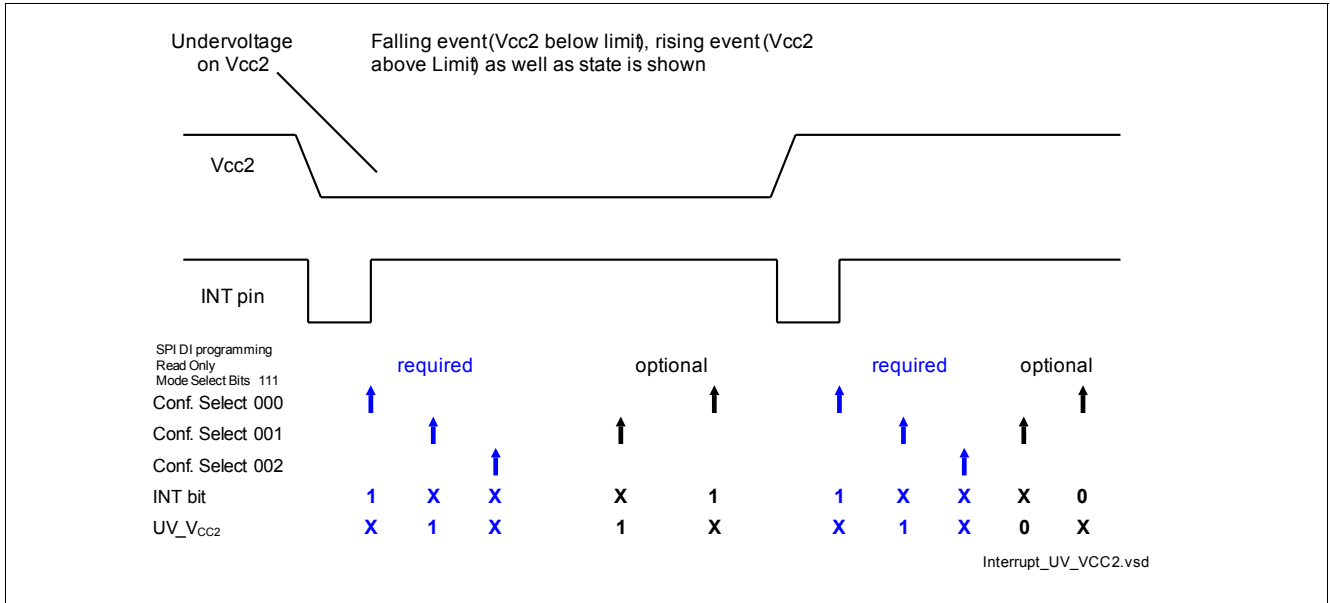 Undervoltage
on Vcc2
Falling event(Vcc2 below limit), rising event(Vcc2
above Limit) as well as state is shown
Vcc2
INT pin
SPI DI programming
Read Only
Mode Select Bits 111
required optional required optional
Conf. Select 000
Conf. Select 001
Conf. Select 002
INT bit 1 X X X 1 1 X X X 0
UV_VCC2 X 1 X 1 X X 1 X 0 X
Interrupt_UV_VCC2.vsd